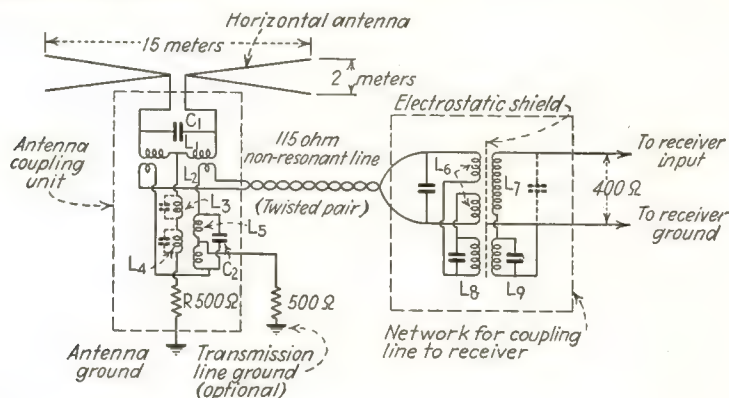 Horizontal antenna
15 meters
2
meters
C1
L1
L2
L3
L5
L4
C2
R500Ω
500Ω
Antenna
coupling
unit
Antenna
ground
Transmission
line ground
(optional)
115 ohm
non-resonant line
(Twisted pair)
Electrostatic shield
L6
L7
L8
L9
400Ω
To receiver
input
To receiver
ground
Network for coupling
line to receiver